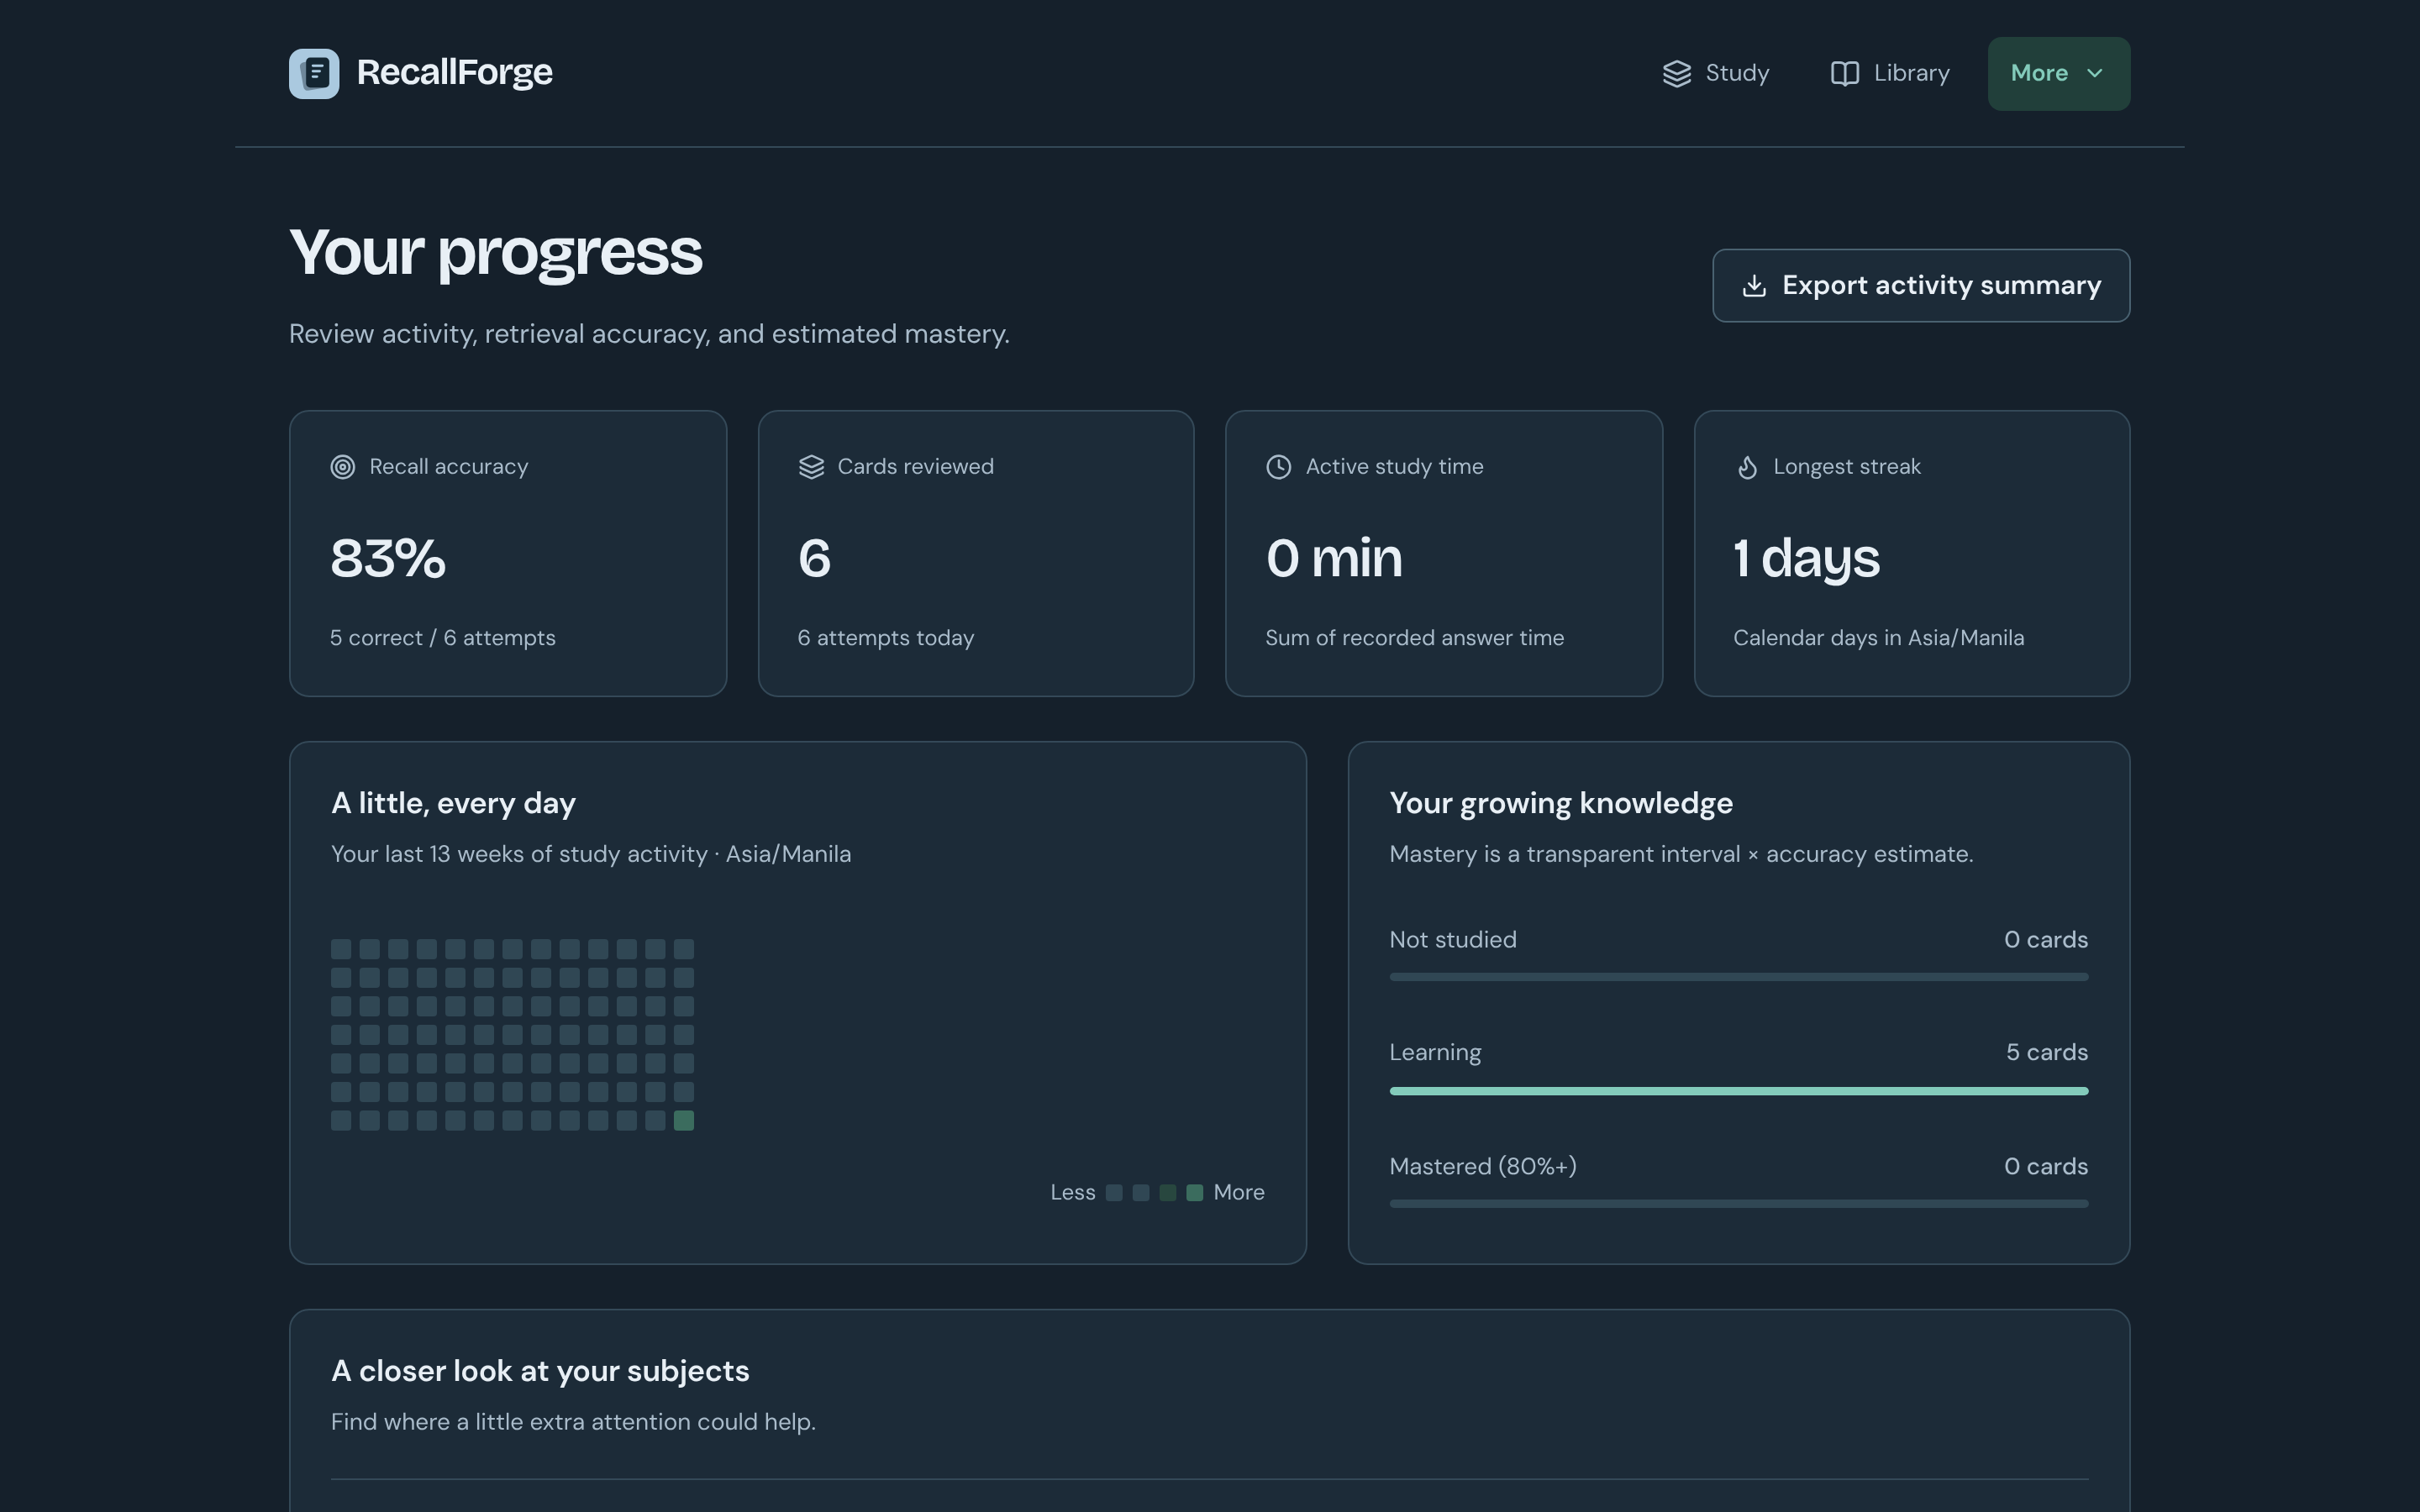 RecallForge
Study
Library
More
Your progress
Export activity summary
Review activity, retrieval accuracy, and estimated mastery.
Recall accuracy
83%
5 correct / 6 attempts
Cards reviewed
6
6 attempts today
Active study time
0 min
Sum of recorded answer time
Longest streak
1 days
Calendar days in Asia/Manila
A little, every day
Your last 13 weeks of study activity · Asia/Manila
Less
More
Your growing knowledge
Mastery is a transparent interval × accuracy estimate.
Not studied
0 cards
Learning
5 cards
Mastered (80%+)
0 cards
A closer look at your subjects
Find where a little extra attention could help.